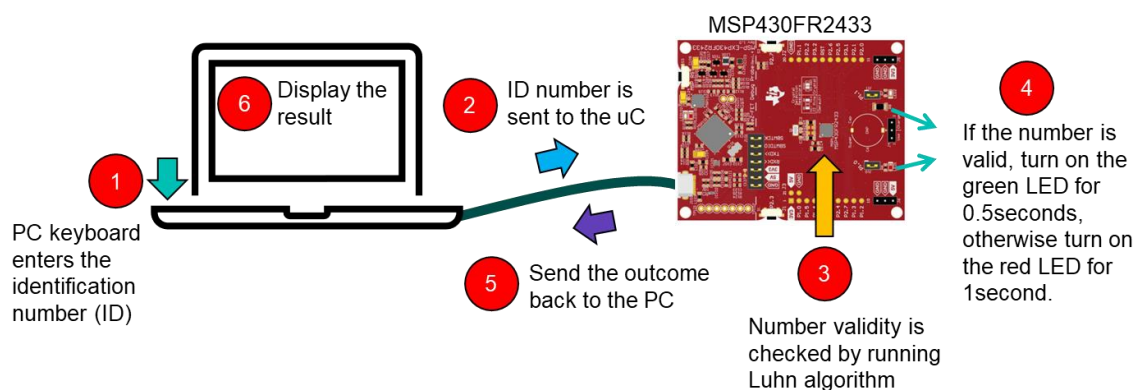 MSP430FR2433
6
Display the
result
2
ID number is
sent to the uC
4
If the number is
valid, turn on the
green LED for
0.5seconds,
otherwise turn on
the red LED for
1second.
1
PC keyboard
enters the
identification
number (ID)
5
Send the outcome
back to the PC
3
Number validity is
checked by running
Luhn algorithm